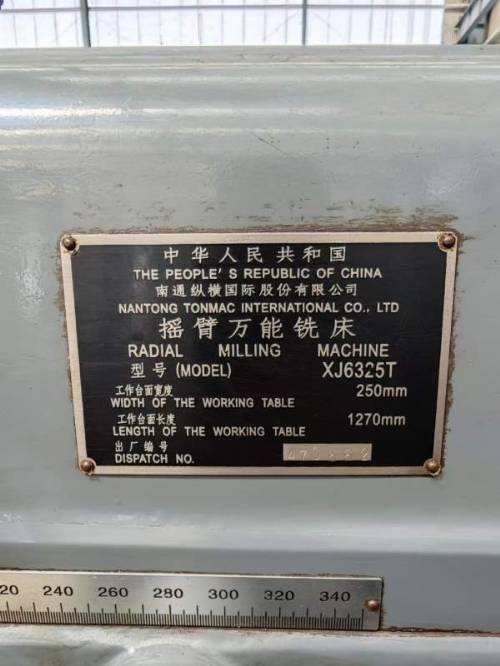 中华人民共和国
THE PEOPLE'S REPUBLIC OF CHINA
南通纵横国际股份有限公司
NANTONG TONMAC INTERNATIONAL CO., LTD
摇臂万能铣床
RADIAL MILLING MACHINE
型号(MODEL) XJ6325T
工作台面宽度 250mm
WIDTH OF THE WORKING TABLE
工作台面长度 1270mm
LENGTH OF THE WORKING TABLE
出厂编号
DISPATCH NO.
20 240 260 280 300 320 340